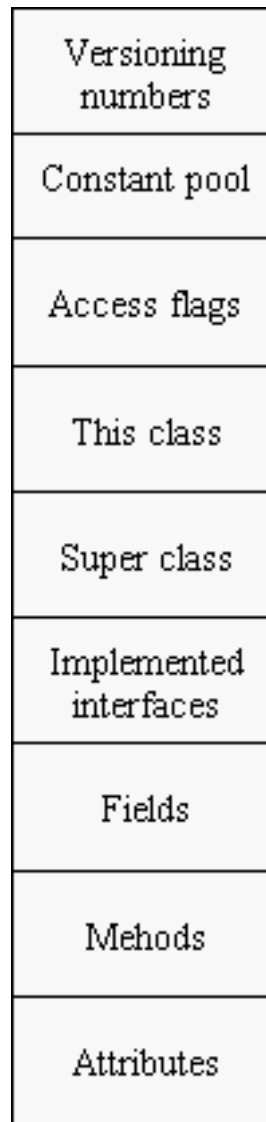 Versioning
numbers
Constant pool
Access flags
This class
Super class
Implemented
interfaces
Fields
Mehods
Attributes